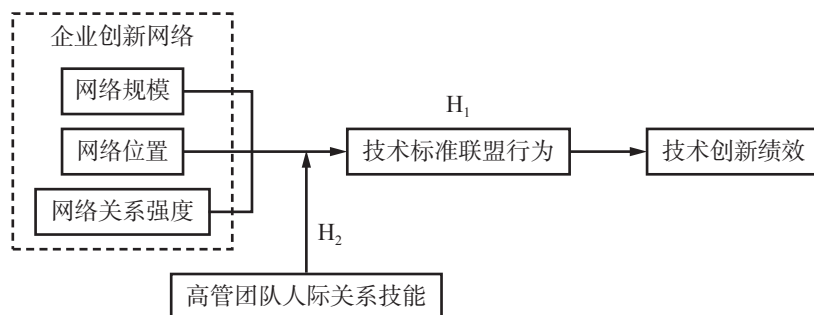 企业创新网络
网络规模
网络位置
网络关系强度
H₁
技术标准联盟行为
技术创新绩效
H₂
高管团队人际关系技能